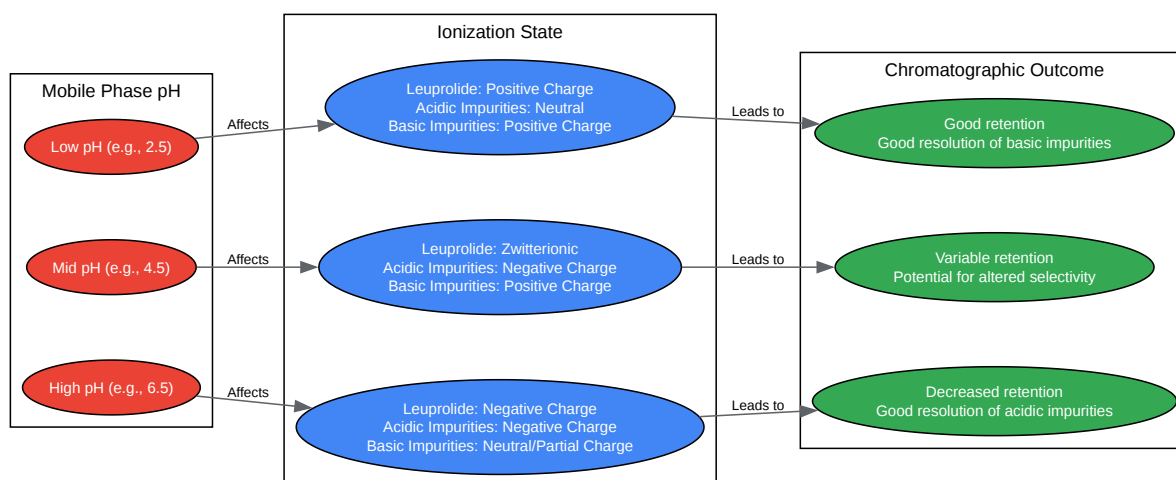 Mobile Phase pH
Low pH (e.g., 2.5)
Mid pH (e.g., 4.5)
High pH (e.g., 6.5)
Affects
Affects
Affects
Ionization State
Leuprolide: Positive Charge
Acidic Impurities: Neutral
Basic Impurities: Positive Charge
Leuprolide: Zwitterionic
Acidic Impurities: Negative Charge
Basic Impurities: Positive Charge
Leuprolide: Negative Charge
Acidic Impurities: Negative Charge
Basic Impurities: Neutral/Partial Charge
Leads to
Leads to
Leads to
Chromatographic Outcome
Good retention
Good resolution of basic impurities
Variable retention
Potential for altered selectivity
Decreased retention
Good resolution of acidic impurities